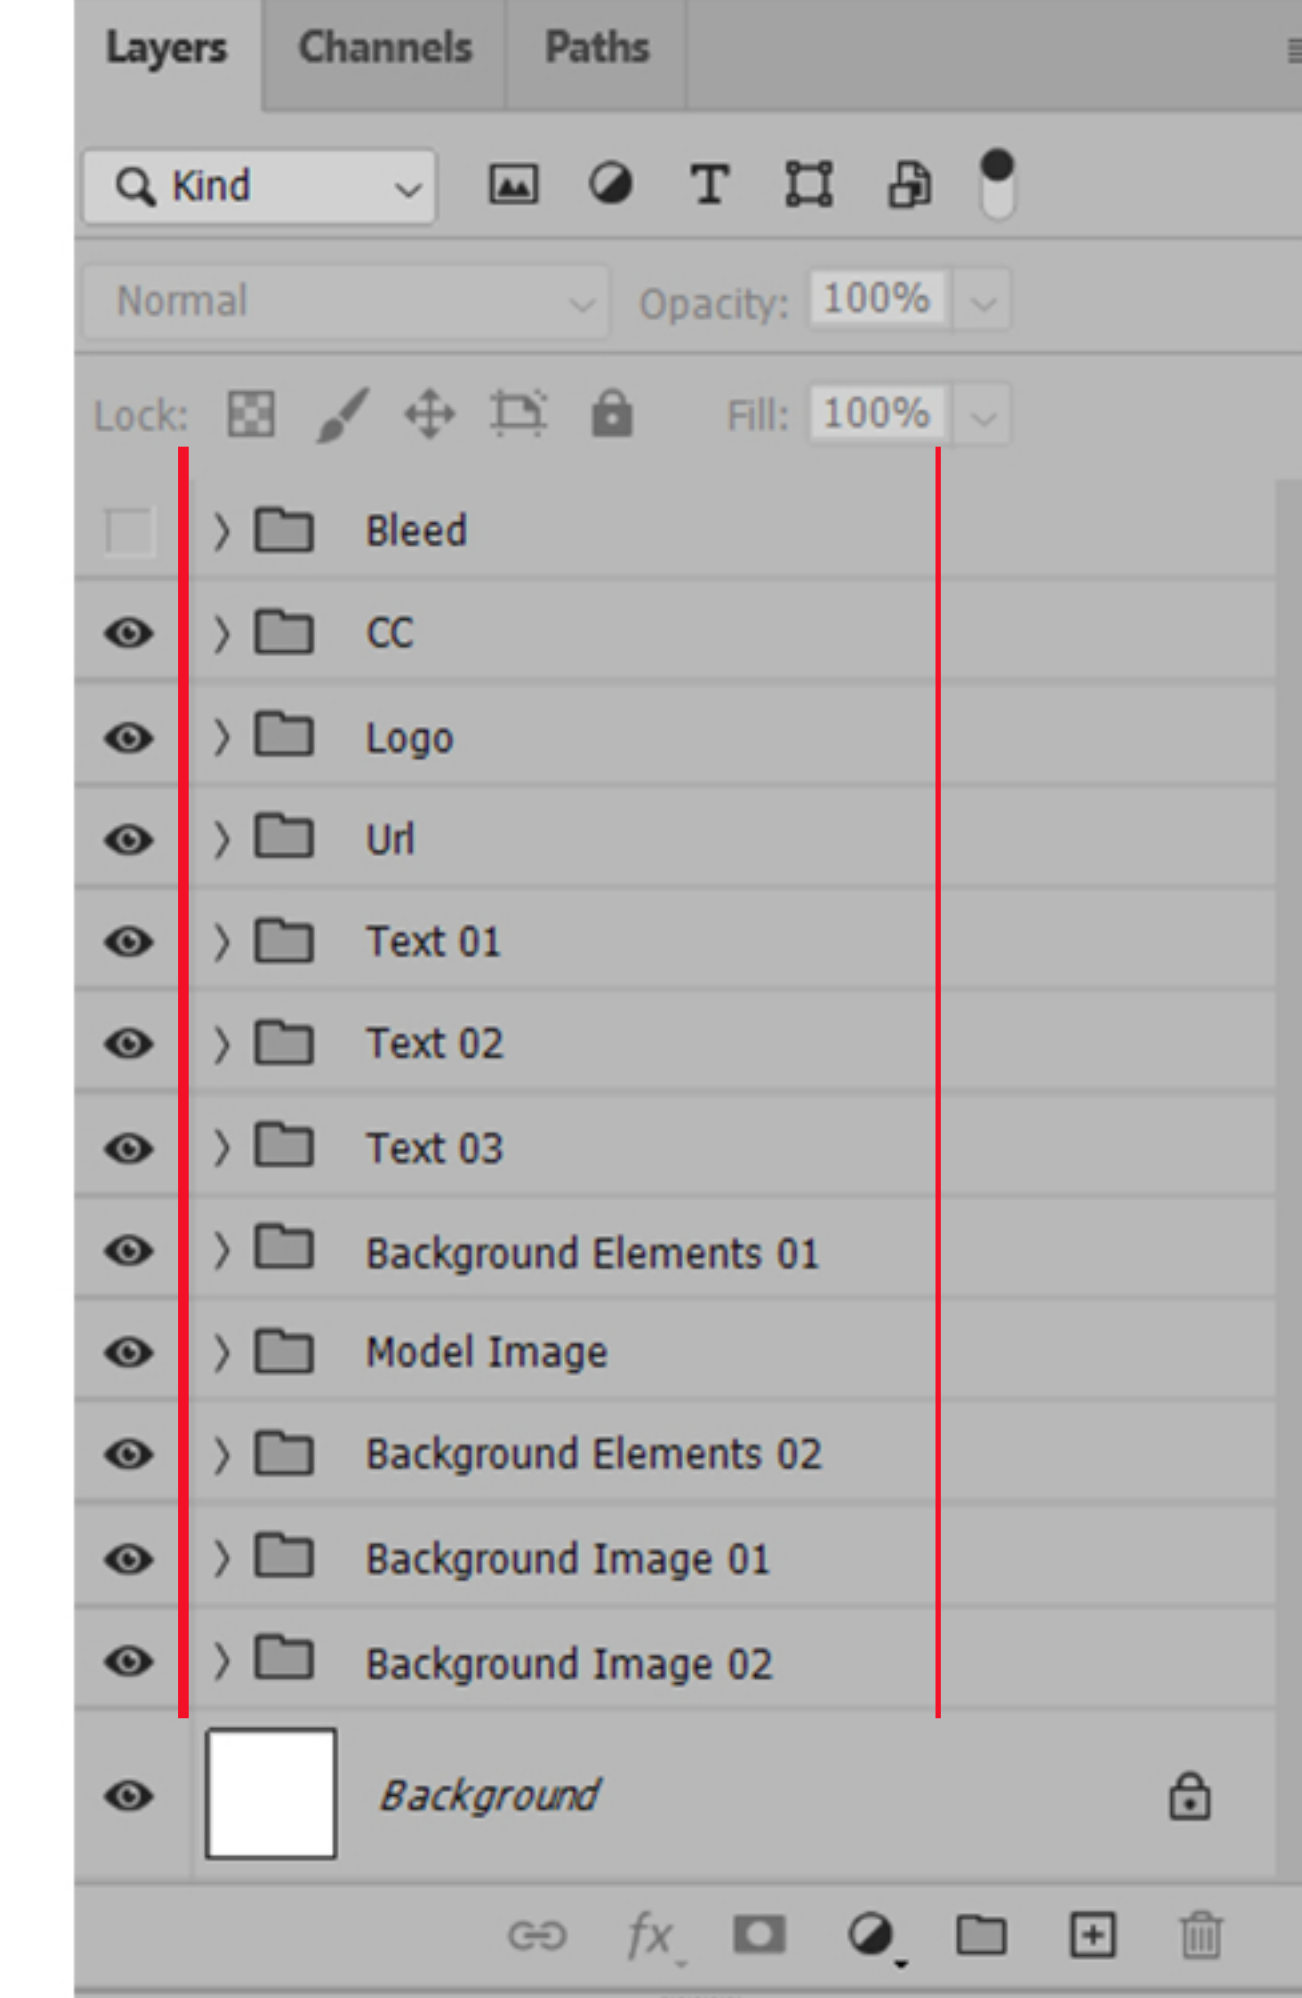 Layers Channels Paths
Kind
Normal Opacity: 100%
Lock: Fill: 100%
Bleed
CC
Logo
Url
Text 01
Text 02
Text 03
Background Elements 01
Model Image
Background Elements 02
Background Image 01
Background Image 02
Background
fx